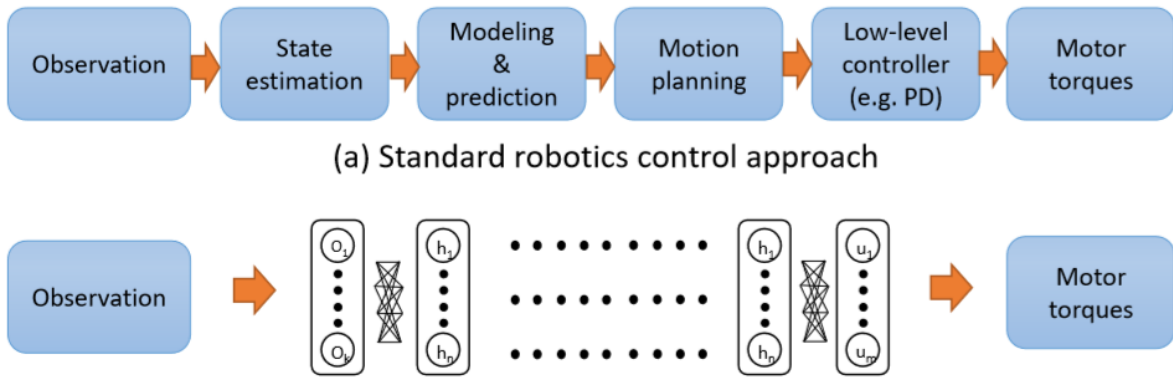 Observation
State
estimation
Modeling
&
prediction
Motion
planning
Low-level
controller
(e.g. PD)
Motor
torques
(a) Standard robotics control approach
Observation
O₁
Oₖ
h₁
hₙ
h₁
hₙ
u₁
uₘ
Motor
torques